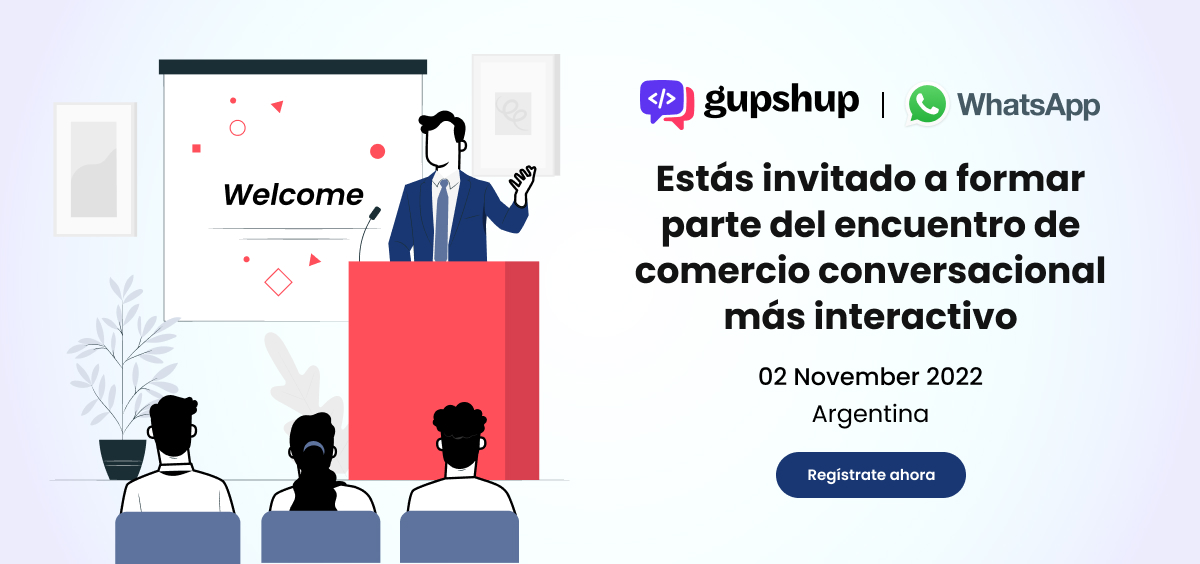 Welcome
gupshup | WhatsApp
Estás invitado a formar
parte del encuentro de
comercio conversacional
más interactivo
02 November 2022
Argentina
Regístrate ahora